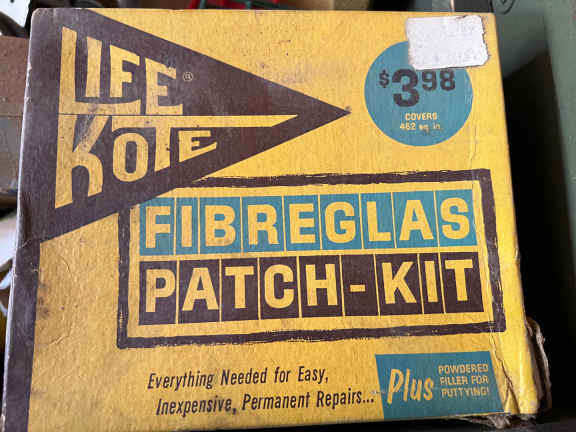 LIFE ®
KOTE
$3.98
COVERS
462 sq. in.
FIBREGLAS
PATCH-KIT
Everything Needed for Easy,
Inexpensive, Permanent Repairs...
Plus
POWDERED
FILLER FOR
PUTTYING!